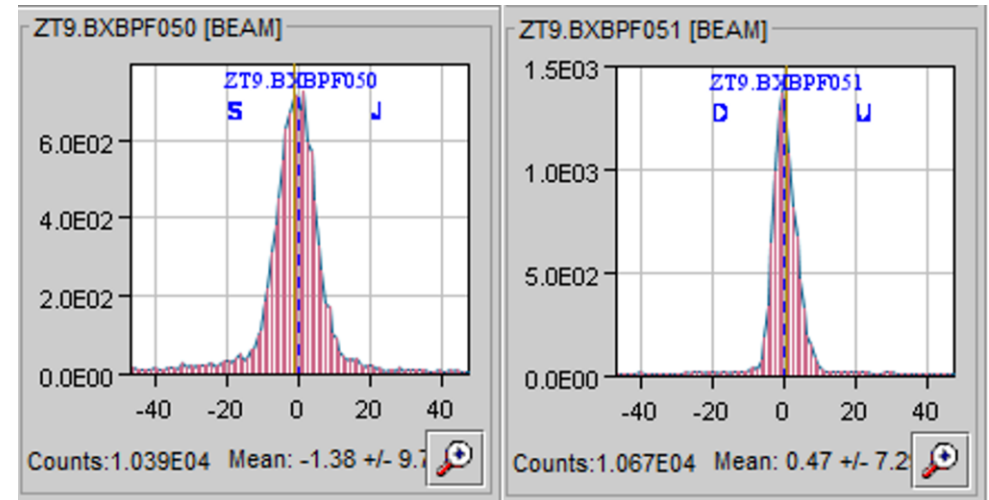 ZT9.BXBPF050 [BEAM]
ZT9.BXBPF050
S J
6.0E02
4.0E02
2.0E02
0.0E00
-40 -20 0 20 40
Counts:1.039E04 Mean: -1.38 +/- 9.7
ZT9.BXBPF051 [BEAM]
ZT9.BXBPF051
D U
1.5E03
1.0E03
5.0E02
0.0E00
-40 -20 0 20 40
Counts:1.067E04 Mean: 0.47 +/- 7.2